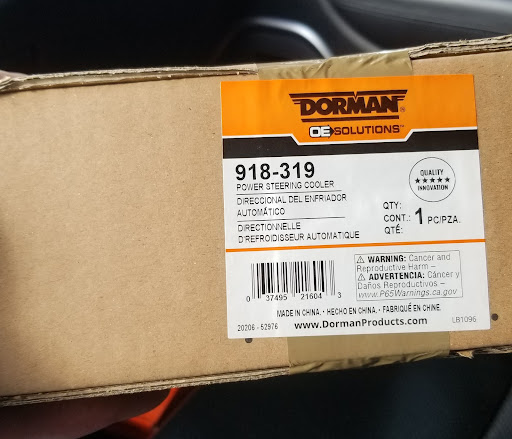 DORMAN®
OE SOLUTIONS™
918-319
POWER STEERING COOLER
DIRECCIONAL DEL ENFRIADOR
AUTOMÁTICO
DIRECTIONNELLE
D'REFROIDISSEUR AUTOMATIQUE
QUALITY
★★★★★
INNOVATION
QTY:
CONT.: 1 PC/PZA.
QTÉ:
⚠ WARNING: Cancer and
Reproductive Harm –
⚠ ADVERTENCIA: Cáncer y
Daños Reproductivos –
www.P65Warnings.ca.gov
0 37495 21604 3
MADE IN CHINA. • HECHO EN CHINA. • FABRIQUÉ EN CHINE.
20206 - 52976
www.DormanProducts.com
LB1096